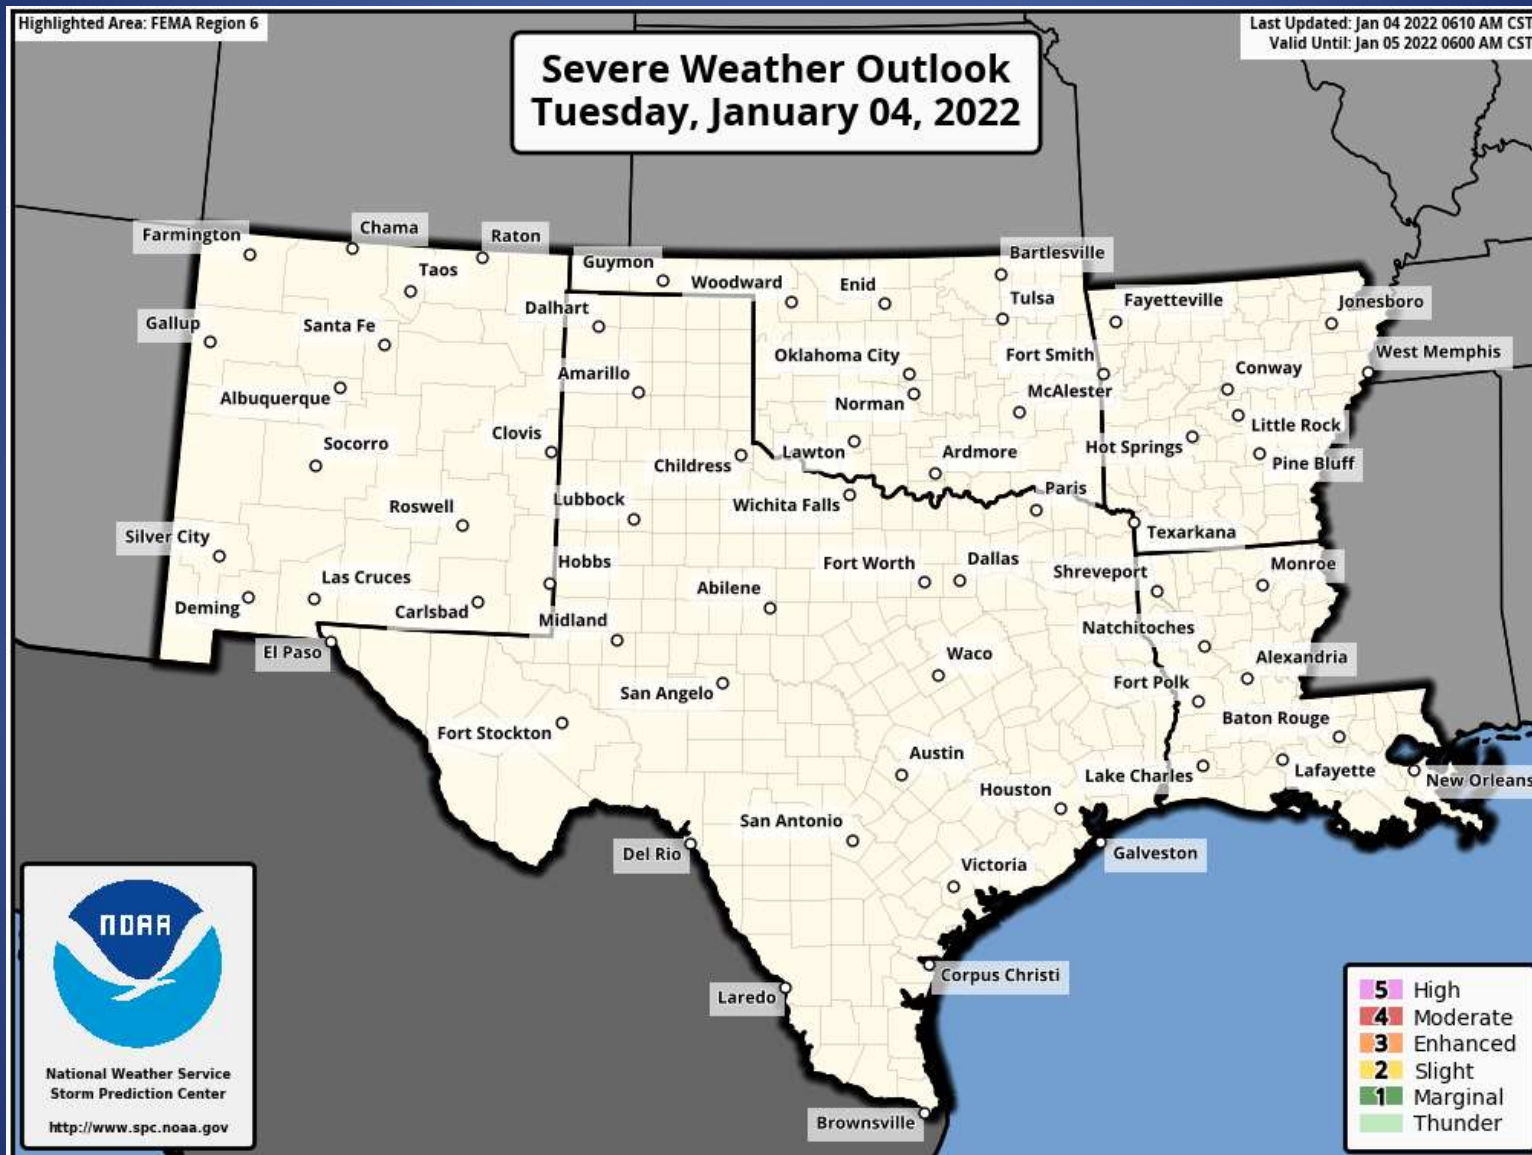 Highlighted Area: FEMA Region 6
Last Updated: Jan 04 2022 0610 AM CST
Valid Until: Jan 05 2022 0600 AM CST
Severe Weather Outlook
Tuesday, January 04, 2022
Farmington
Chama
Raton
Taos
Guymon
Woodward
Enid
Bartlesville
Tulsa
Fayetteville
Jonesboro
Gallup
Santa Fe
Dalhart
Oklahoma City
Fort Smith
Conway
West Memphis
Albuquerque
Amarillo
Norman
McAlester
Little Rock
Socorro
Clovis
Childress
Lawton
Ardmore
Hot Springs
Pine Bluff
Roswell
Lubbock
Wichita Falls
Paris
Texarkana
Silver City
Las Cruces
Hobbs
Abilene
Fort Worth
Dallas
Shreveport
Monroe
Deming
Carlsbad
Midland
Natchitoches
El Paso
San Angelo
Waco
Fort Polk
Alexandria
Fort Stockton
Austin
Baton Rouge
Houston
Lake Charles
Lafayette
New Orleans
San Antonio
Del Rio
Victoria
Galveston
Corpus Christi
Laredo
Brownsville
NOAA
National Weather Service
Storm Prediction Center
http://www.spc.noaa.gov
5 High
4 Moderate
3 Enhanced
2 Slight
1 Marginal
Thunder